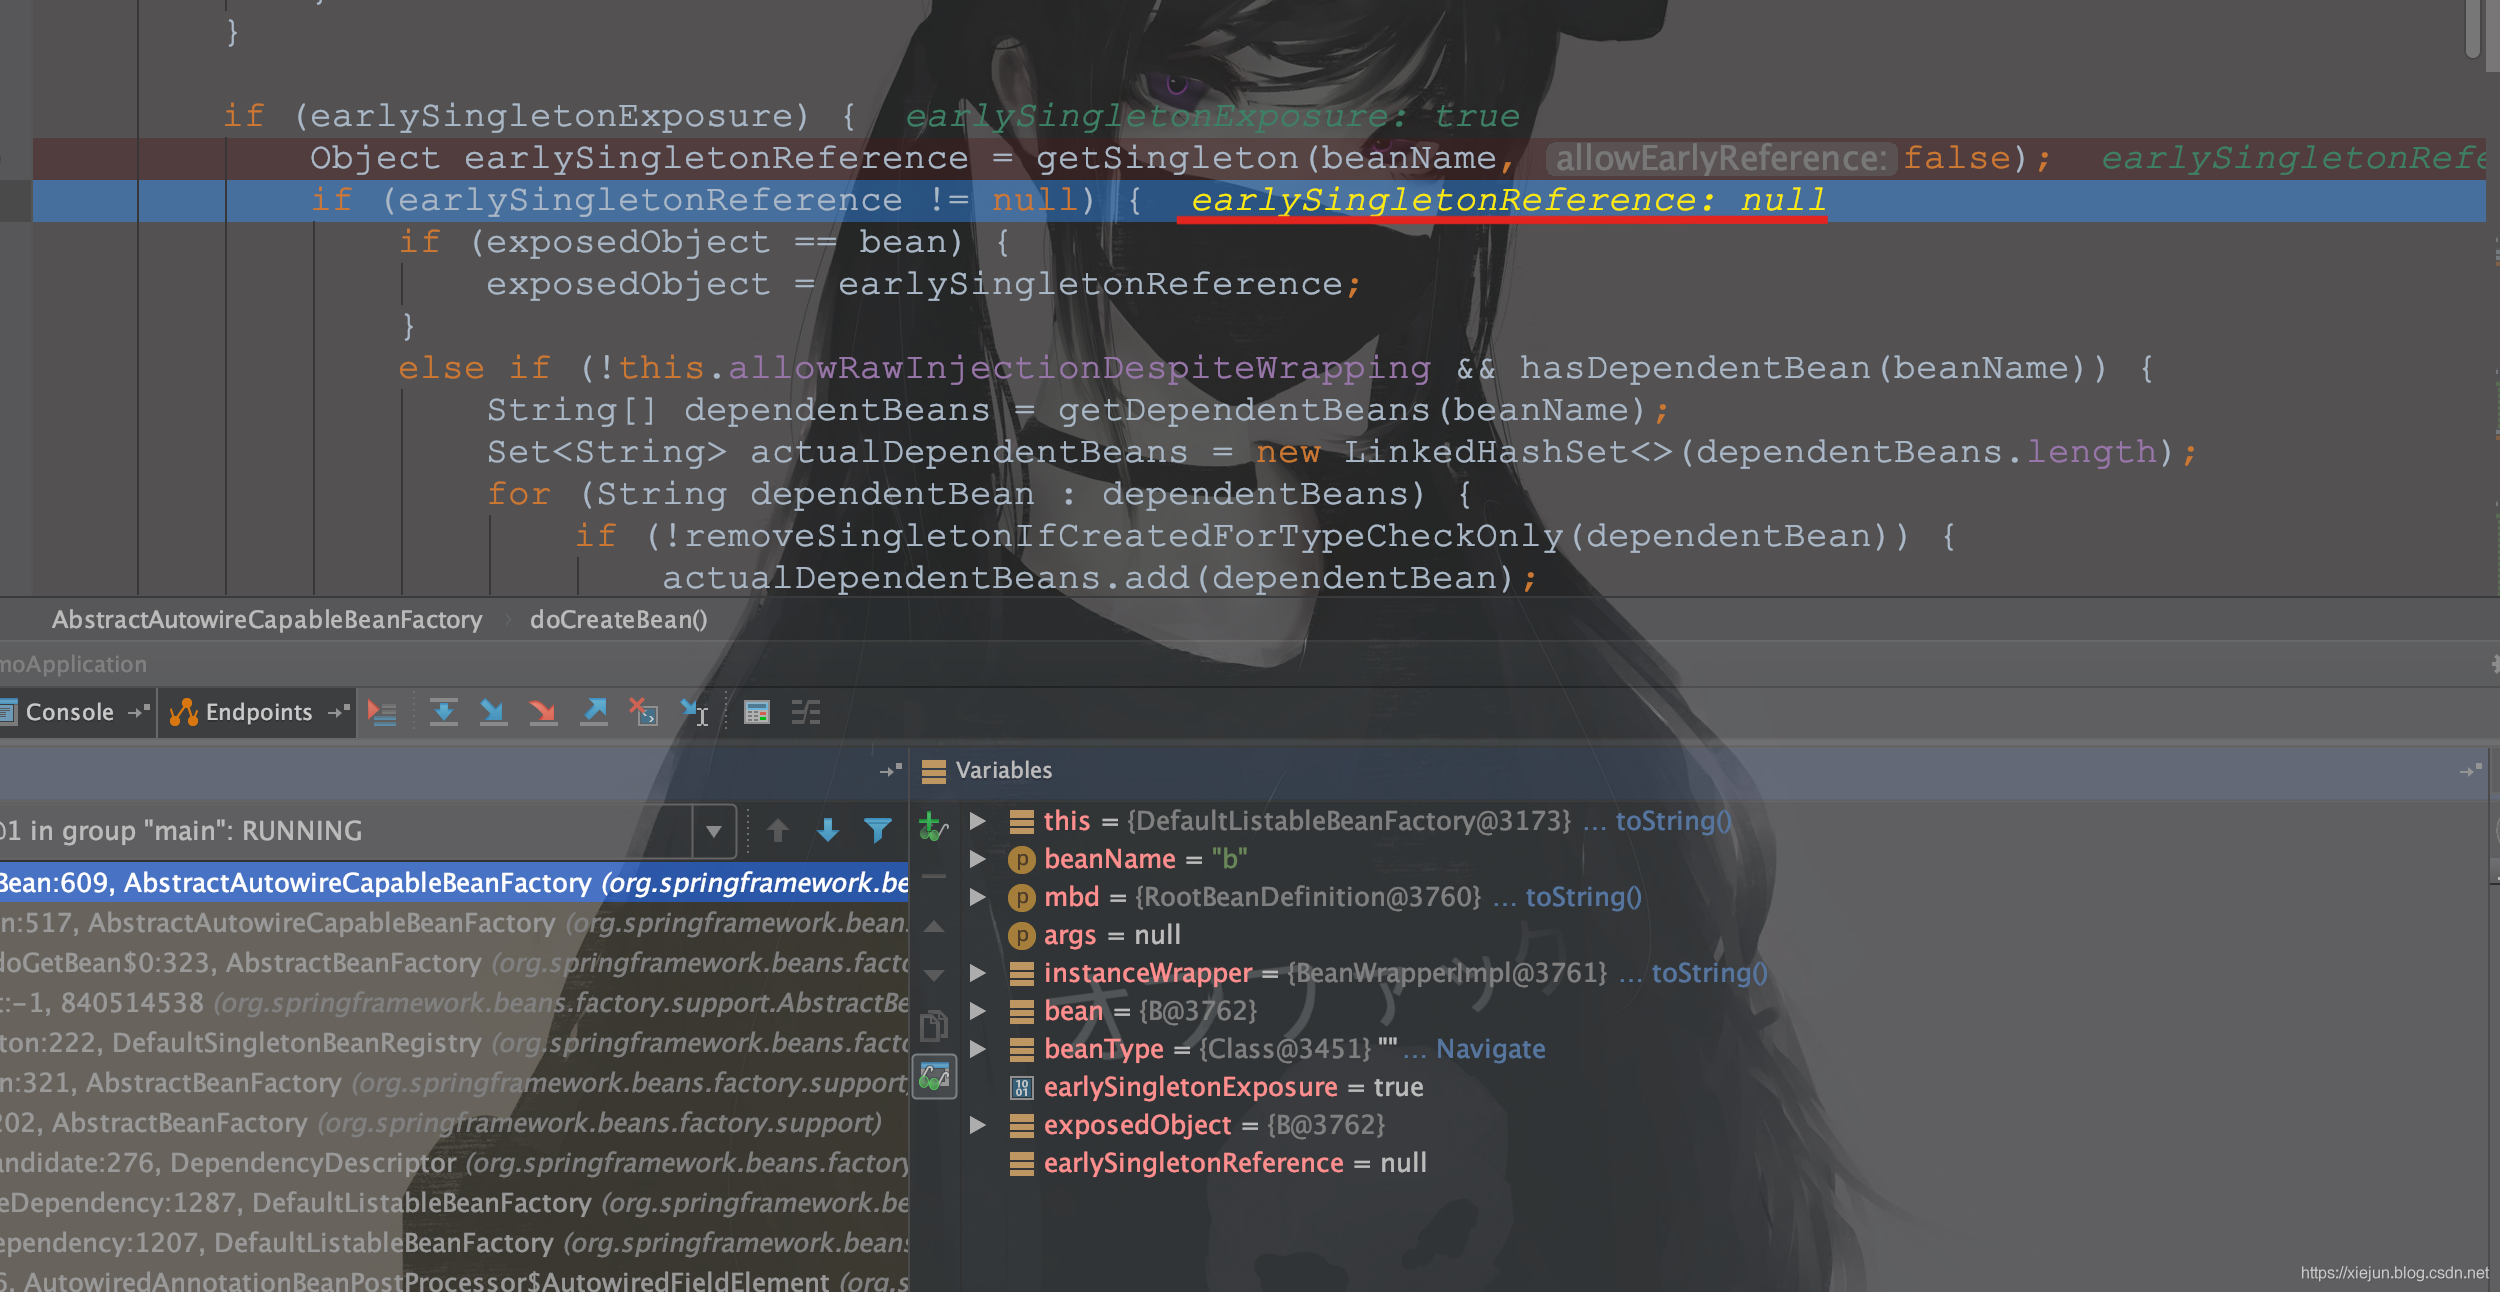 }
if (earlySingletonExposure) {   earlySingletonExposure: true
Object earlySingletonReference = getSingleton(beanName, allowEarlyReference: false);   earlySingletonRefe
if (earlySingletonReference != null) {   earlySingletonReference: null
if (exposedObject == bean) {
exposedObject = earlySingletonReference;
}
else if (!this.allowRawInjectionDespiteWrapping && hasDependentBean(beanName)) {
String[] dependentBeans = getDependentBeans(beanName);
Set<String> actualDependentBeans = new LinkedHashSet<>(dependentBeans.length);
for (String dependentBean : dependentBeans) {
if (!removeSingletonIfCreatedForTypeCheckOnly(dependentBean)) {
actualDependentBeans.add(dependentBean);
AbstractAutowireCapableBeanFactory › doCreateBean()
moApplication
Console Endpoints
Variables
01 in group "main": RUNNING
Bean:609, AbstractAutowireCapableBeanFactory (org.springframework.be
n:517, AbstractAutowireCapableBeanFactory (org.springframework.bean.
doGetBean$0:323, AbstractBeanFactory (org.springframework.beans.facto
t:-1, 840514538 (org.springframework.beans.factory.support.AbstractBe
ton:222, DefaultSingletonBeanRegistry (org.springframework.beans.facto
n:321, AbstractBeanFactory (org.springframework.beans.factory.support
202, AbstractBeanFactory (org.springframework.beans.factory.support)
andidate:276, DependencyDescriptor (org.springframework.beans.factory
eDependency:1287, DefaultListableBeanFactory (org.springframework.be
ependency:1207, DefaultListableBeanFactory (org.springframework.beans
6, AutowiredAnnotationBeanPostProcessor$AutowiredFieldElement (org.s
this = {DefaultListableBeanFactory@3173} ... toString()
beanName = "b"
mbd = {RootBeanDefinition@3760} ... toString()
args = null
instanceWrapper = {BeanWrapperImpl@3761} ... toString()
bean = {B@3762}
beanType = {Class@3451} "" ... Navigate
earlySingletonExposure = true
exposedObject = {B@3762}
earlySingletonReference = null
https://xiejun.blog.csdn.net